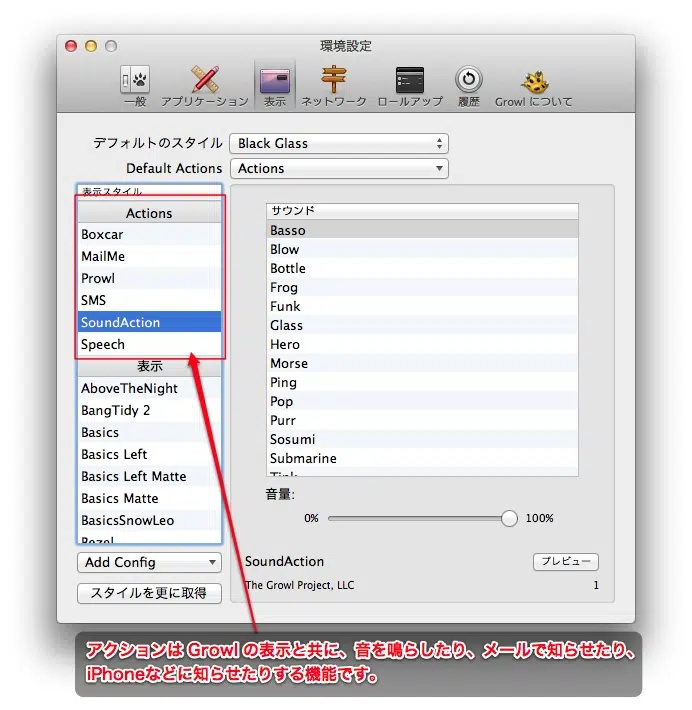 環境設定
一般 アプリケーション 表示 ネットワーク ロールアップ 履歴 Growl について
デフォルトのスタイル Black Glass
Default Actions Actions
表示スタイル
Actions
Boxcar
MailMe
Prowl
SMS
SoundAction
Speech
表示
AboveTheNight
BangTidy 2
Basics
Basics Left
Basics Left Matte
Basics Matte
BasicsSnowLeo
Bezel
Add Config
スタイルを更に取得
サウンド
Basso
Blow
Bottle
Frog
Funk
Glass
Hero
Morse
Ping
Pop
Purr
Sosumi
Submarine
Tink
音量:
0% 100%
SoundAction プレビュー
The Growl Project, LLC 1
アクションは Growl の表示と共に、音を鳴らしたり、メールで知らせたり、
iPhoneなどに知らせたりする機能です。